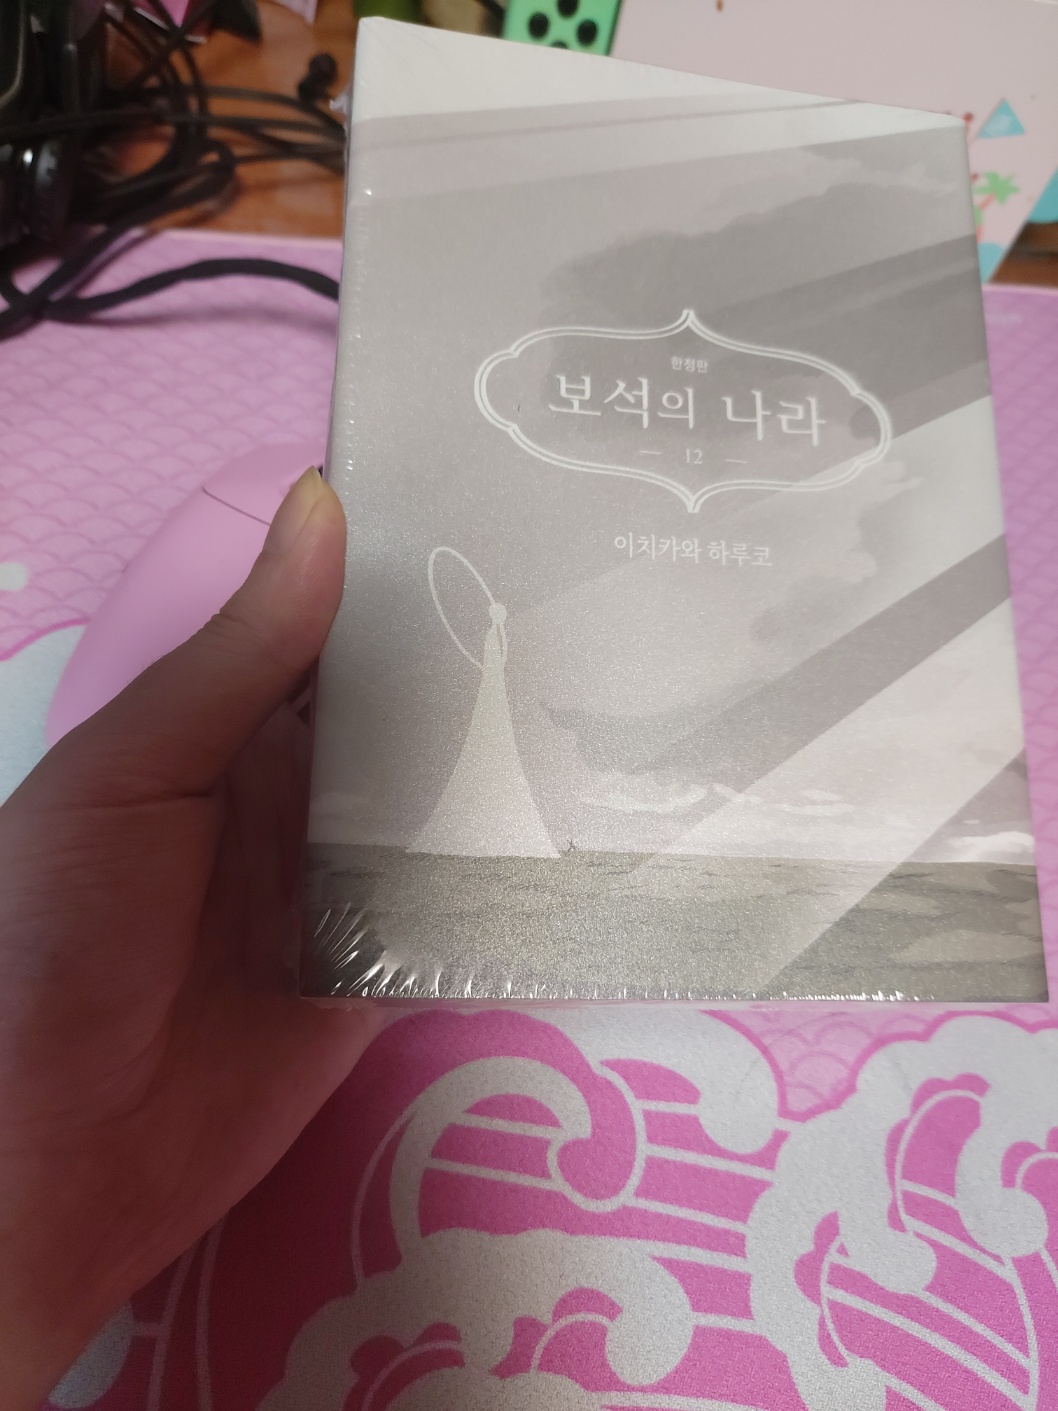 한정판
보석의 나라
— 12 —
이치카와 하루코